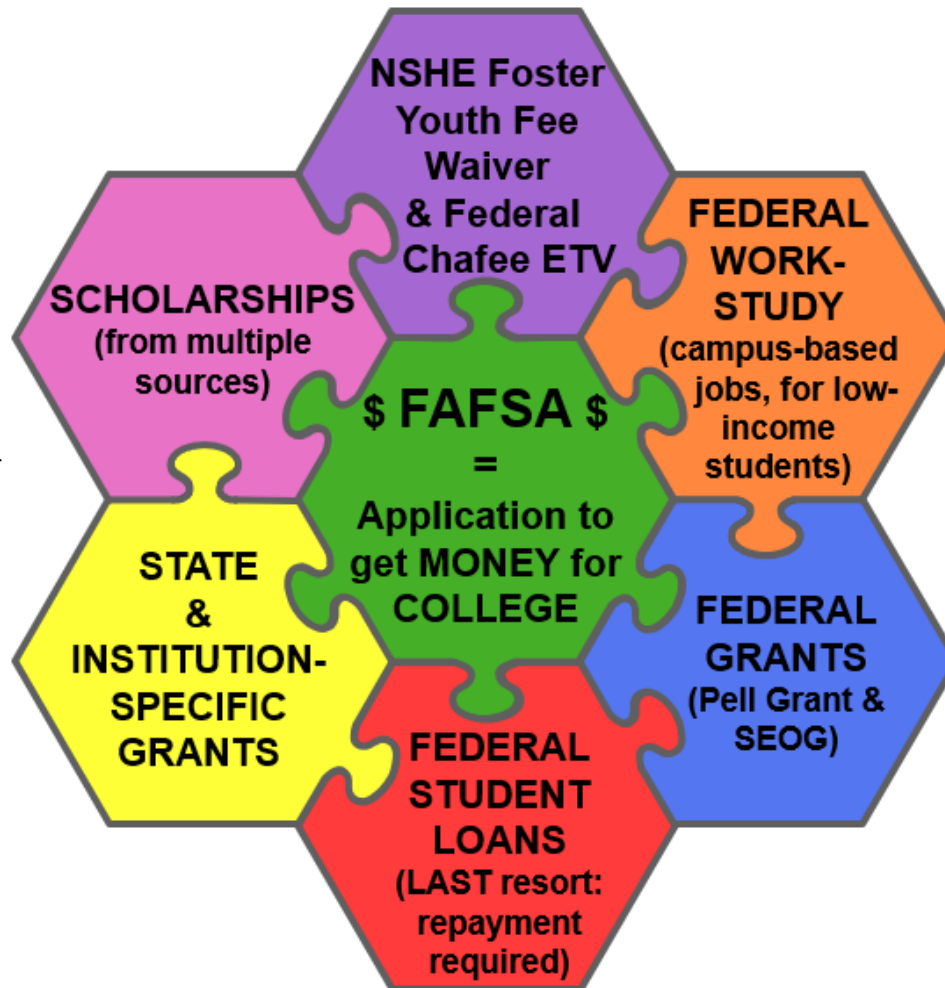 NSHE Foster
Youth Fee
Waiver
& Federal
Chafee ETV
SCHOLARSHIPS
(from multiple
sources)
FEDERAL
WORK-
STUDY
(campus-based
jobs, for low-
income
students)
$ FAFSA $
=
Application to
get MONEY for
COLLEGE
STATE
&
INSTITUTION-
SPECIFIC
GRANTS
FEDERAL
GRANTS
(Pell Grant &
SEOG)
FEDERAL
STUDENT
LOANS
(LAST resort:
repayment
required)